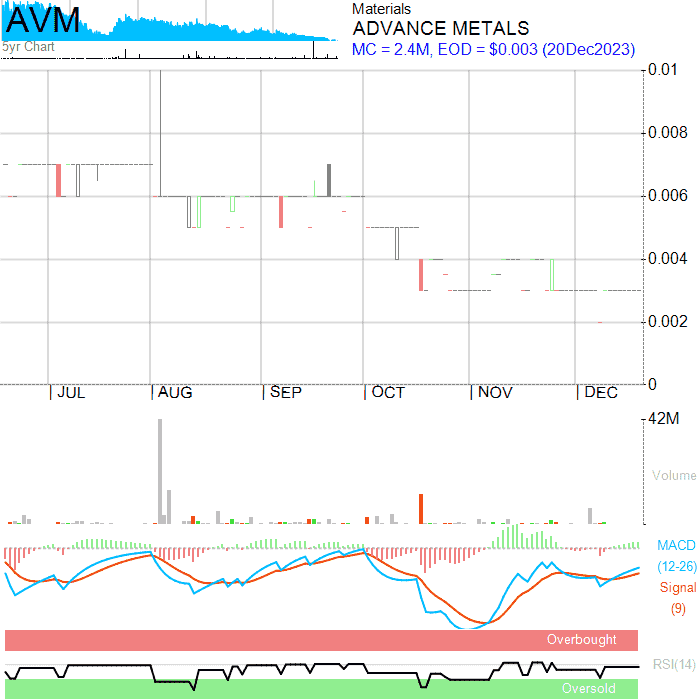 AVM
5yr Chart
Materials
ADVANCE METALS
MC = 2.4M, EOD = $0.003 (20Dec2023)
0.01
0.008
0.006
0.004
0.002
0
JUL AUG SEP OCT NOV DEC
42M
Volume
MACD
(12-26)
Signal
(9)
Overbought
RSI(14)
Oversold